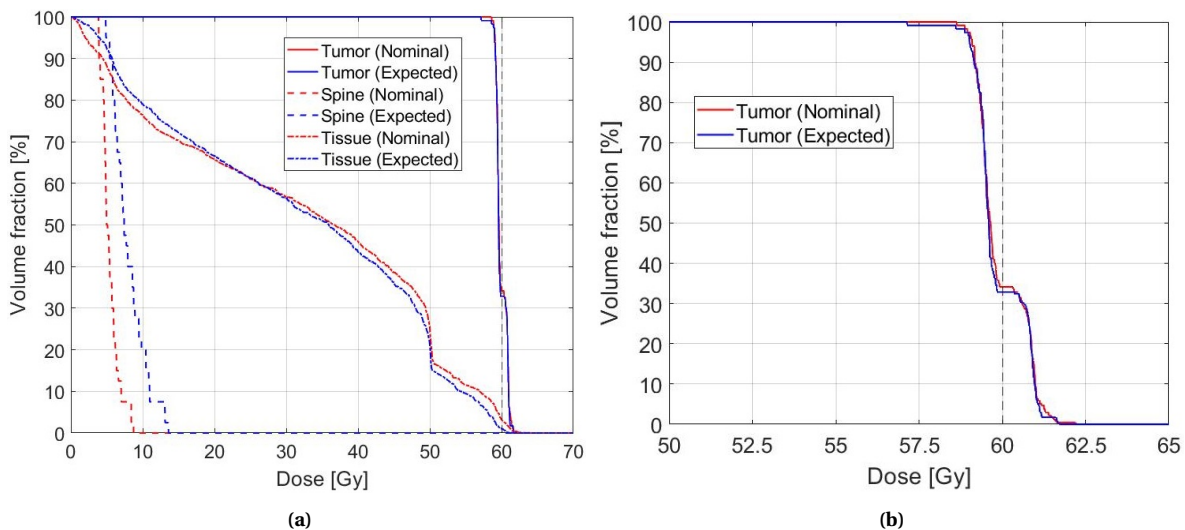 100
90
80
70
60
50
40
30
20
10
0
Volume fraction [%]
Tumor (Nominal)
Tumor (Expected)
Spine (Nominal)
Spine (Expected)
Tissue (Nominal)
Tissue (Expected)
0 10 20 30 40 50 60 70
Dose [Gy]
(a)
100
90
80
70
60
50
40
30
20
10
0
Volume fraction [%]
Tumor (Nominal)
Tumor (Expected)
50 52.5 55 57.5 60 62.5 65
Dose [Gy]
(b)